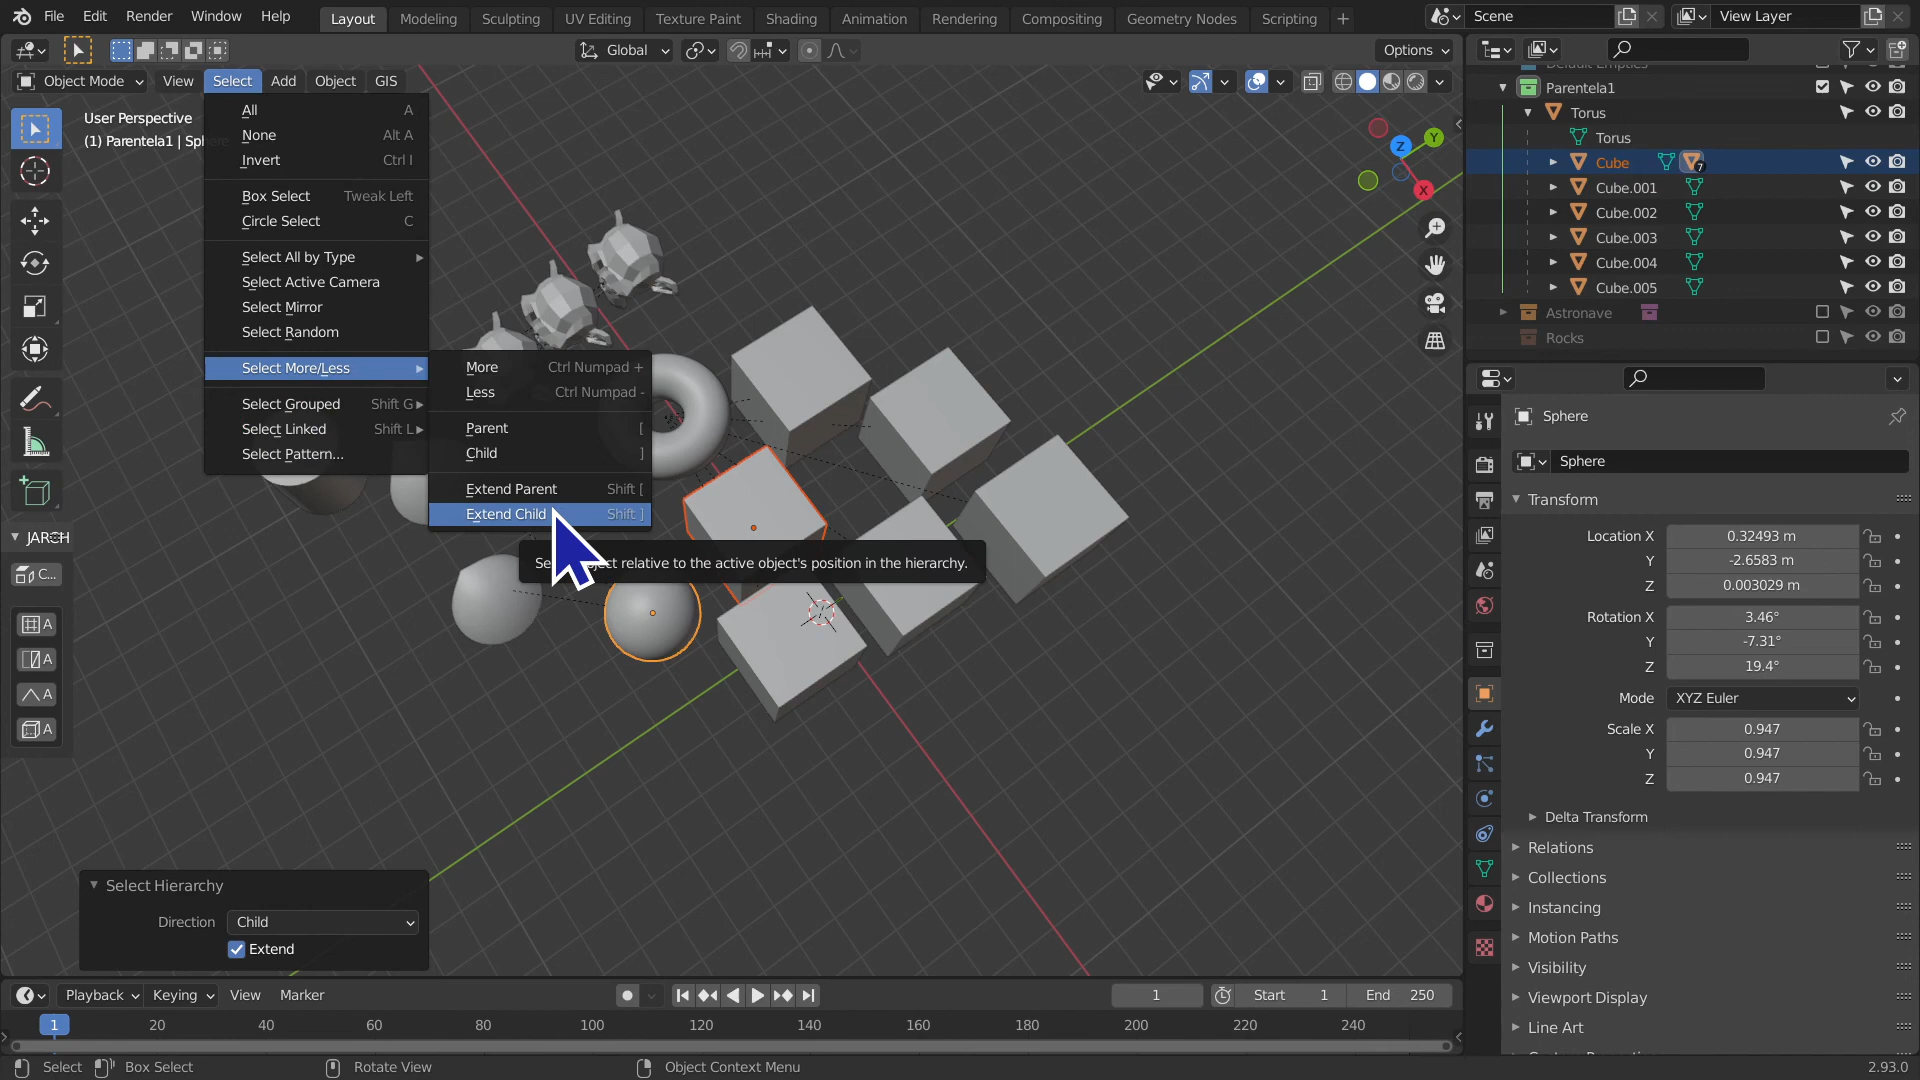 File Edit Render Window Help Layout Modeling Sculpting UV Editing Texture Paint Shading Animation Rendering Compositing Geometry Nodes Scripting + Scene View Layer
Global Options
Object Mode View Select Add Object GIS
User Perspective
(1) Parentela1 | Sph
All A
None Alt A
Invert Ctrl I
Box Select Tweak Left
Circle Select C
Select All by Type
Select Active Camera
Select Mirror
Select Random
Select More/Less
Select Grouped Shift G
Select Linked Shift L
Select Pattern...
More Ctrl Numpad +
Less Ctrl Numpad -
Parent [
Child ]
Extend Parent Shift [
Extend Child Shift ]
ject relative to the active object's position in the hierarchy.
Z
Y
X
C...
A
A
A
A
Select Hierarchy
Direction Child
Extend
Default Empties
Parentela1
Torus
Torus
Cube 7
Cube.001
Cube.002
Cube.003
Cube.004
Cube.005
Astronave
Rocks
Sphere
Sphere
Transform
Location X 0.32493 m
Y -2.6583 m
Z 0.003029 m
Rotation X 3.46°
Y -7.31°
Z 19.4°
Mode XYZ Euler
Scale X 0.947
Y 0.947
Z 0.947
Delta Transform
Relations
Collections
Instancing
Motion Paths
Visibility
Viewport Display
Line Art
Playback Keying View Marker 1 Start 1 End 250
1 20 40 60 80 100 120 140 160 180 200 220 240
Select Box Select Rotate View Object Context Menu 2.93.0